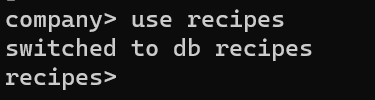 company> use recipes
switched to db recipes
recipes>